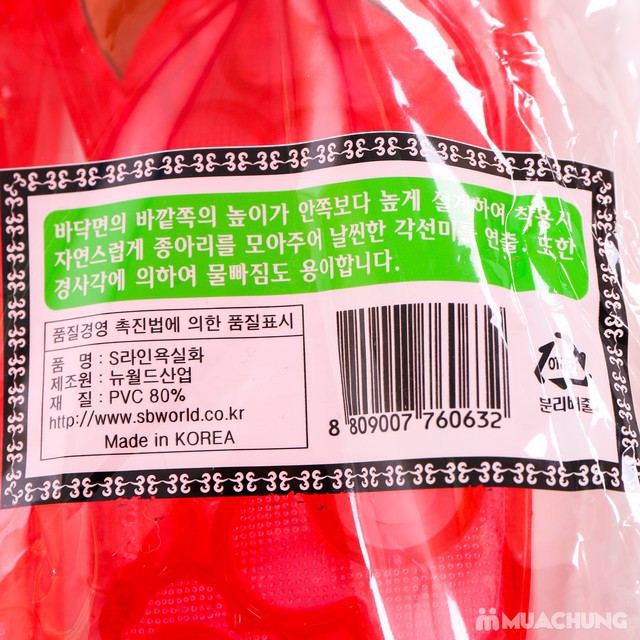 바닥면의 바깥쪽의 높이가 안쪽보다 높게 설계하여 착용시
자연스럽게 종아리를 모아주어 날씬한 각선미를 연출, 또한
경사각에 의하여 물빠짐도 용이합니다.
품질경영 촉진법에 의한 품질표시
품 명 : S라인욕실화
제조원 : 뉴월드산업
재 질 : PVC 80%
http://www.sbworld.co.kr
Made in KOREA
8 809007 760632
분리배출
MUACHUNG